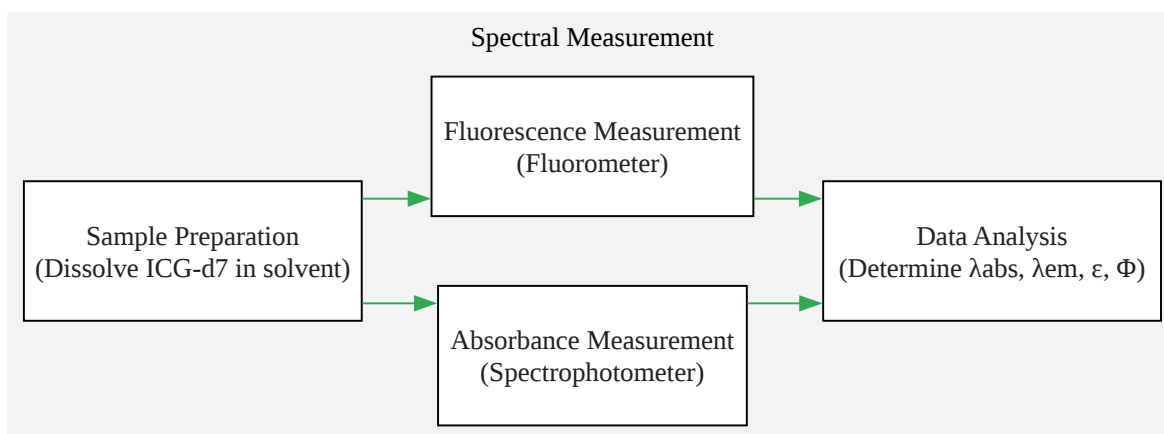 Spectral Measurement
Fluorescence Measurement
(Fluorometer)
Sample Preparation
(Dissolve ICG-d7 in solvent)
Data Analysis
(Determine λabs, λem, ε, Φ)
Absorbance Measurement
(Spectrophotometer)